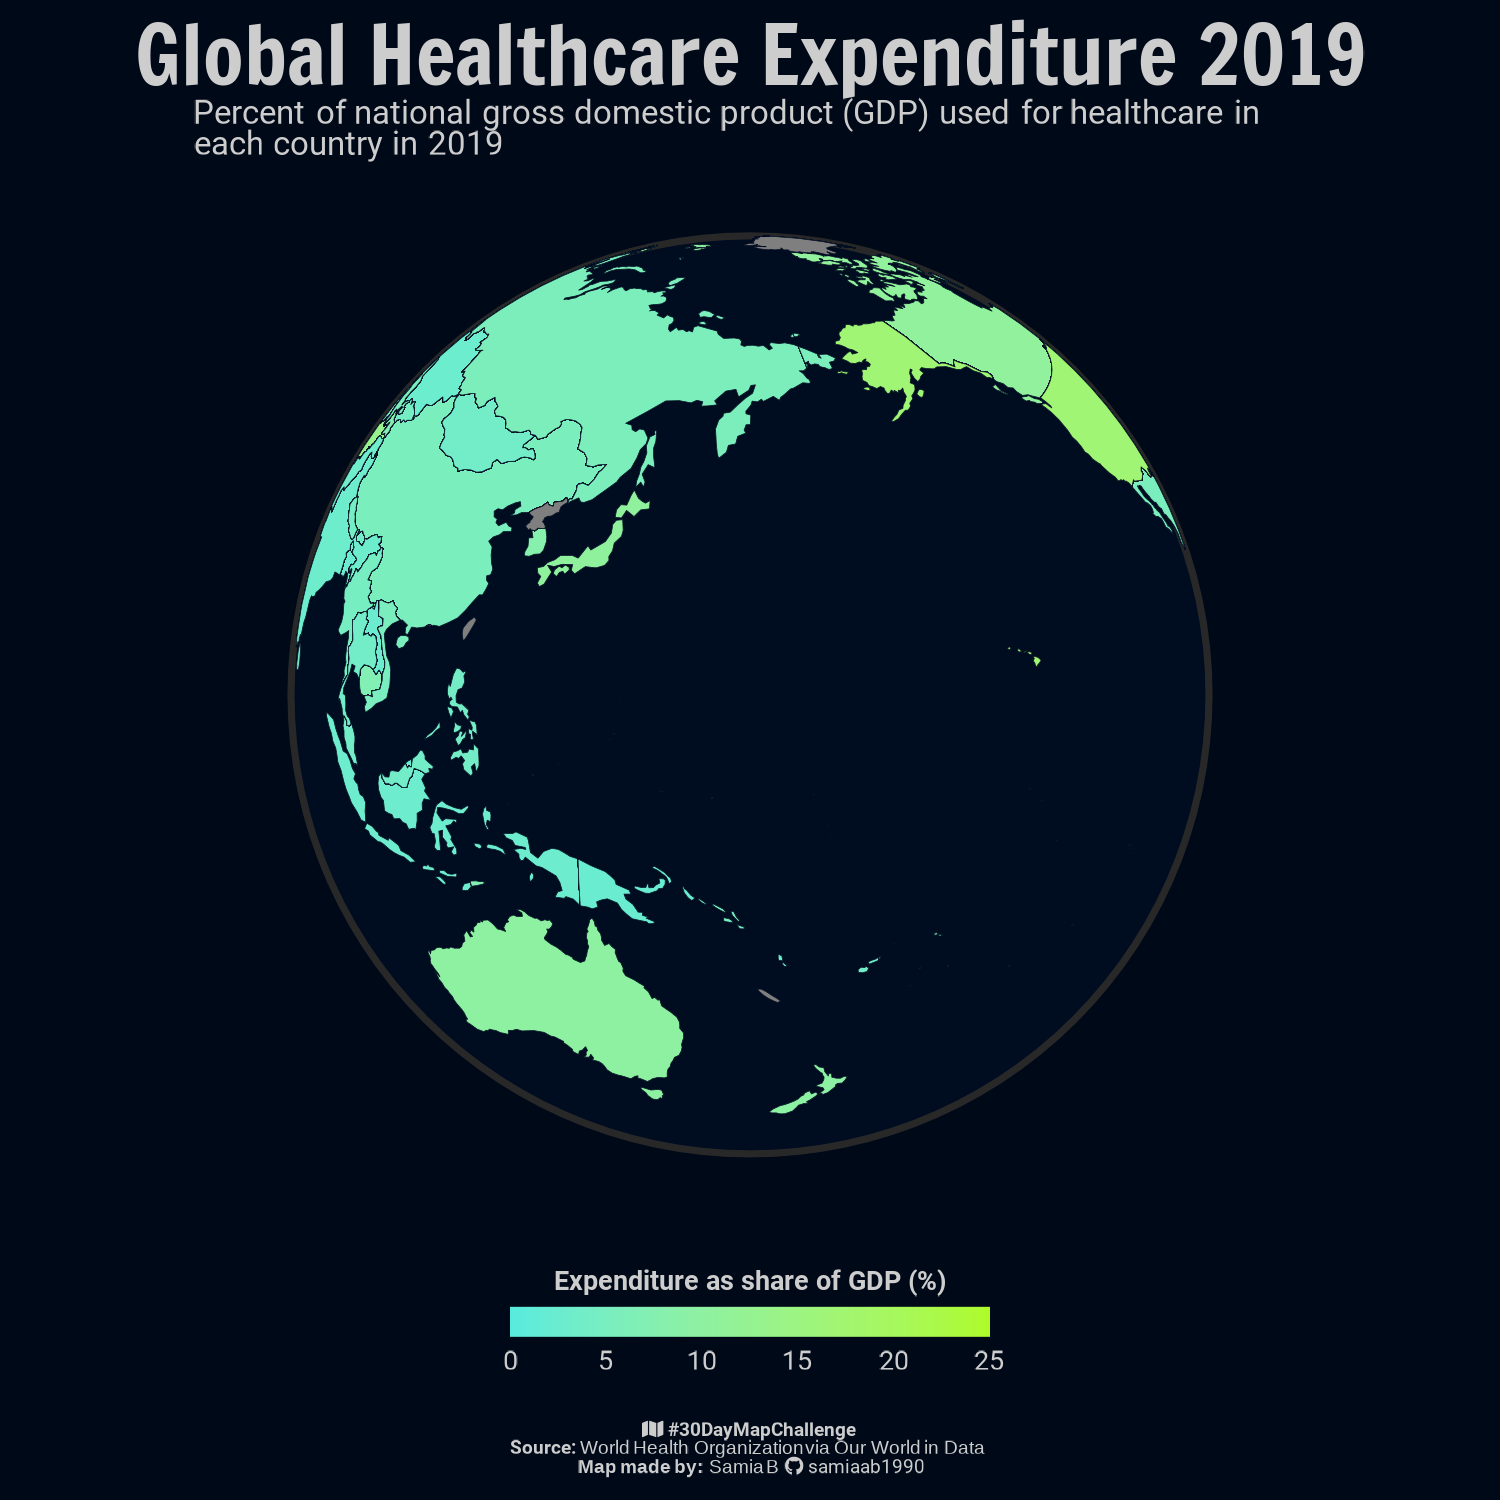 Global Healthcare Expenditure 2019
Percent of national gross domestic product (GDP) used for healthcare in
each country in 2019
Expenditure as share of GDP (%)
0 5 10 15 20 25
#30DayMapChallenge
Source: World Health Organization via Our World in Data
Map made by: Samia B samiaab1990